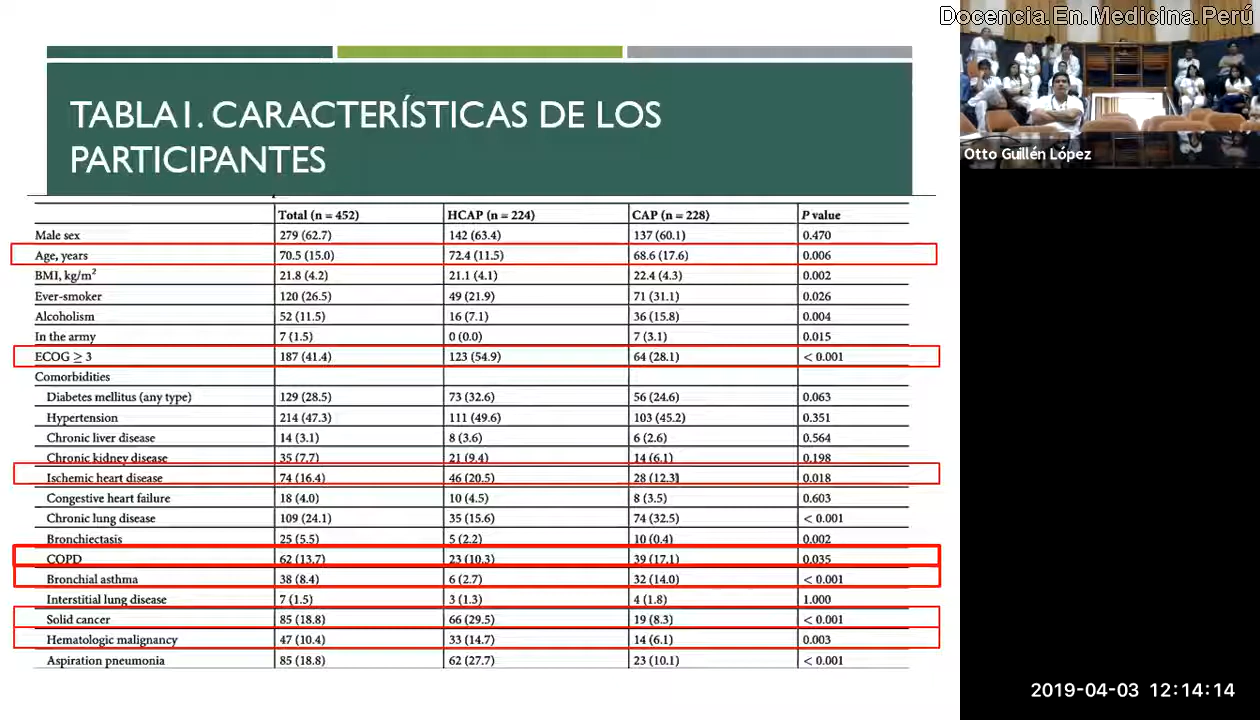 Docencia.En.Medicina.Perú
TABLA I. CARACTERÍSTICAS DE LOS
PARTICIPANTES
Otto Guillén López
Total (n = 452) HCAP (n = 224) CAP (n = 228) P value
Male sex 279 (62.7) 142 (63.4) 137 (60.1) 0.470
Age, years 70.5 (15.0) 72.4 (11.5) 68.6 (17.6) 0.006
BMI, kg/m² 21.8 (4.2) 21.1 (4.1) 22.4 (4.3) 0.002
Ever-smoker 120 (26.5) 49 (21.9) 71 (31.1) 0.026
Alcoholism 52 (11.5) 16 (7.1) 36 (15.8) 0.004
In the army 7 (1.5) 0 (0.0) 7 (3.1) 0.015
ECOG ≥ 3 187 (41.4) 123 (54.9) 64 (28.1) < 0.001
Comorbidities
Diabetes mellitus (any type) 129 (28.5) 73 (32.6) 56 (24.6) 0.063
Hypertension 214 (47.3) 111 (49.6) 103 (45.2) 0.351
Chronic liver disease 14 (3.1) 8 (3.6) 6 (2.6) 0.564
Chronic kidney disease 35 (7.7) 21 (9.4) 14 (6.1) 0.198
Ischemic heart disease 74 (16.4) 46 (20.5) 28 (12.3) 0.018
Congestive heart failure 18 (4.0) 10 (4.5) 8 (3.5) 0.603
Chronic lung disease 109 (24.1) 35 (15.6) 74 (32.5) < 0.001
Bronchiectasis 25 (5.5) 5 (2.2) 10 (0.4) 0.002
COPD 62 (13.7) 23 (10.3) 39 (17.1) 0.035
Bronchial asthma 38 (8.4) 6 (2.7) 32 (14.0) < 0.001
Interstitial lung disease 7 (1.5) 3 (1.3) 4 (1.8) 1.000
Solid cancer 85 (18.8) 66 (29.5) 19 (8.3) < 0.001
Hematologic malignancy 47 (10.4) 33 (14.7) 14 (6.1) 0.003
Aspiration pneumonia 85 (18.8) 62 (27.7) 23 (10.1) < 0.001
2019-04-03 12:14:14